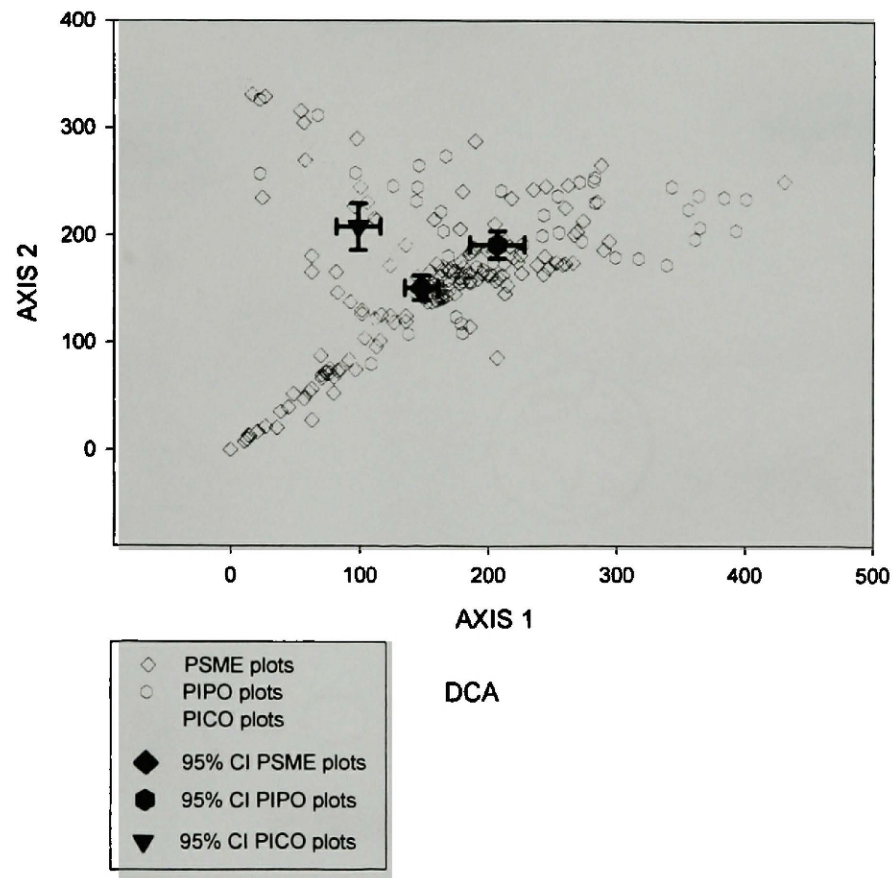 400
300
200
100
0
AXIS 2
0 100 200 300 400 500
AXIS 1
DCA
PSME plots
PIPO plots
PICO plots
95% CI PSME plots
95% CI PIPO plots
95% CI PICO plots